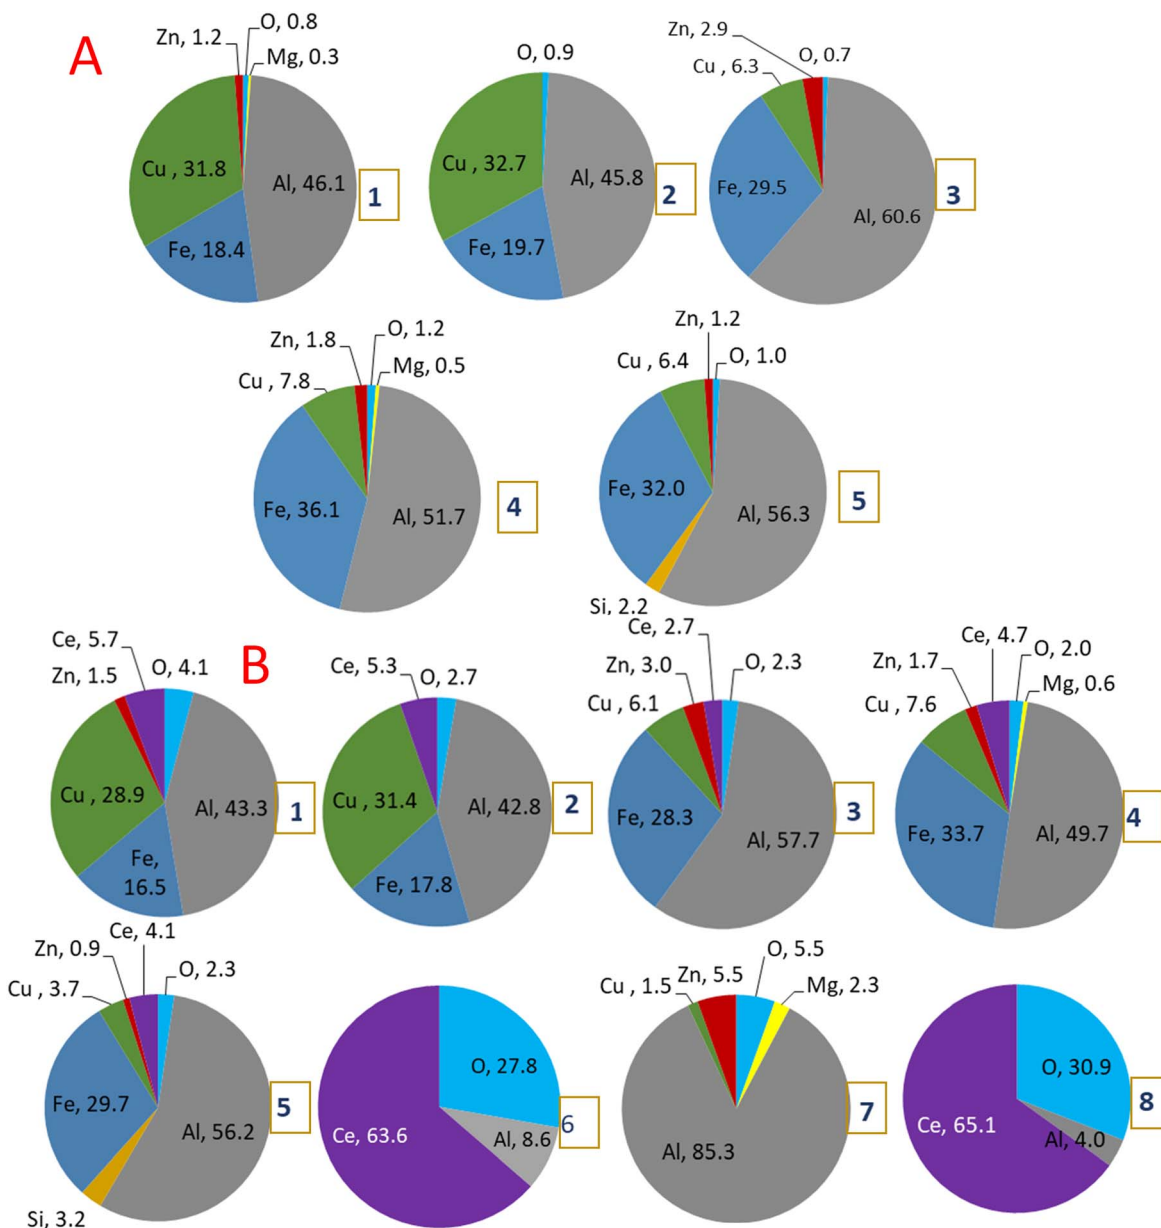 A
Zn, 1.2
O, 0.8
Mg, 0.3
Cu , 31.8
Al, 46.1
Fe, 18.4
1
O, 0.9
Cu , 32.7
Al, 45.8
Fe, 19.7
2
Zn, 2.9
O, 0.7
Cu , 6.3
Fe, 29.5
Al, 60.6
3
Zn, 1.8
O, 1.2
Mg, 0.5
Cu , 7.8
Fe, 36.1
Al, 51.7
4
Zn, 1.2
O, 1.0
Cu , 6.4
Fe, 32.0
Al, 56.3
Si, 2.2
5
B
Ce, 5.7
O, 4.1
Zn, 1.5
Cu , 28.9
Al, 43.3
Fe,
16.5
1
Ce, 5.3
O, 2.7
Cu , 31.4
Al, 42.8
Fe, 17.8
2
Ce, 2.7
Zn, 3.0
O, 2.3
Cu , 6.1
Fe, 28.3
Al, 57.7
3
Ce, 4.7
Zn, 1.7
O, 2.0
Mg, 0.6
Cu , 7.6
Fe, 33.7
Al, 49.7
4
Ce, 4.1
Zn, 0.9
O, 2.3
Cu , 3.7
Fe, 29.7
Al, 56.2
Si, 3.2
5
O, 27.8
Ce, 63.6
Al, 8.6
6
O, 5.5
Zn, 5.5
Cu , 1.5
Mg, 2.3
Al, 85.3
7
O, 30.9
Ce, 65.1
Al, 4.0
8